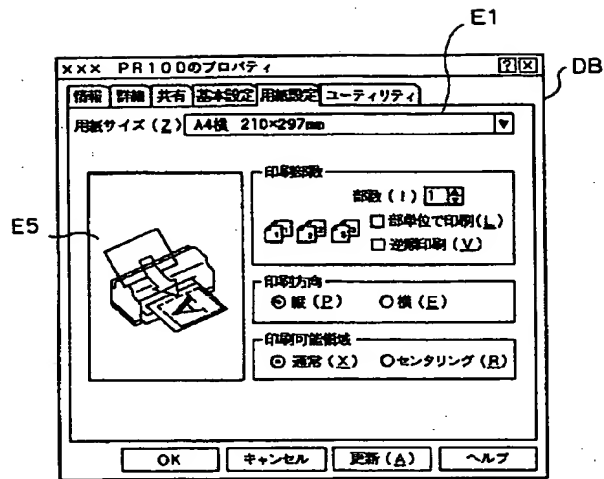 E1
××× PR100のプロパティ ? ×
DB
情報 詳細 共有 基本設定 用紙設定 ユーティリティ
用紙サイズ（Z） A4横 210×297mm
E5
印刷部数
部数（I） 1
部単位で印刷（L）
逆順印刷（V）
印刷方向
縦（P） 横（E）
印刷可能領域
通常（X） センタリング（R）
A
OK キャンセル 更新（A） ヘルプ